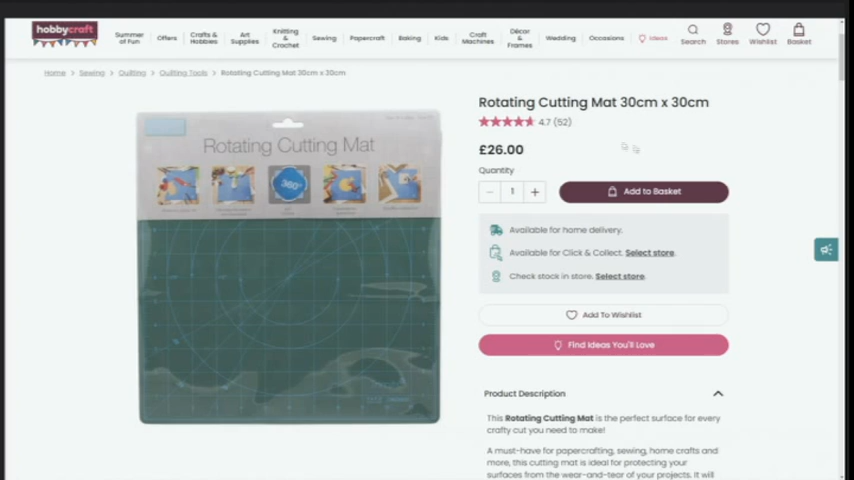 hobbycraft
Summer of Fun
Offers
Crafts & Hobbies
Art Supplies
Knitting & Crochet
Sewing
Papercraft
Baking
Kids
Craft Machines
Décor & Frames
Wedding
Occasions
Ideas
Search
Stores
Wishlist
Basket
Home > Sewing > Quilting > Quilting Tools > Rotating Cutting Mat 30cm x 30cm
Rotating Cutting Mat
360°
Rotating Cutting Mat 30cm x 30cm
4.7 (52)
£26.00
Quantity
− 1 +
Add to Basket
Available for home delivery.
Available for Click & Collect. Select store.
Check stock in store. Select store.
Add To Wishlist
Find Ideas You'll Love
Product Description
This Rotating Cutting Mat is the perfect surface for every
crafty cut you need to make!
A must-have for papercrafting, sewing, home crafts and
more, this cutting mat is ideal for protecting your
surfaces from the wear-and-tear of your projects. It will